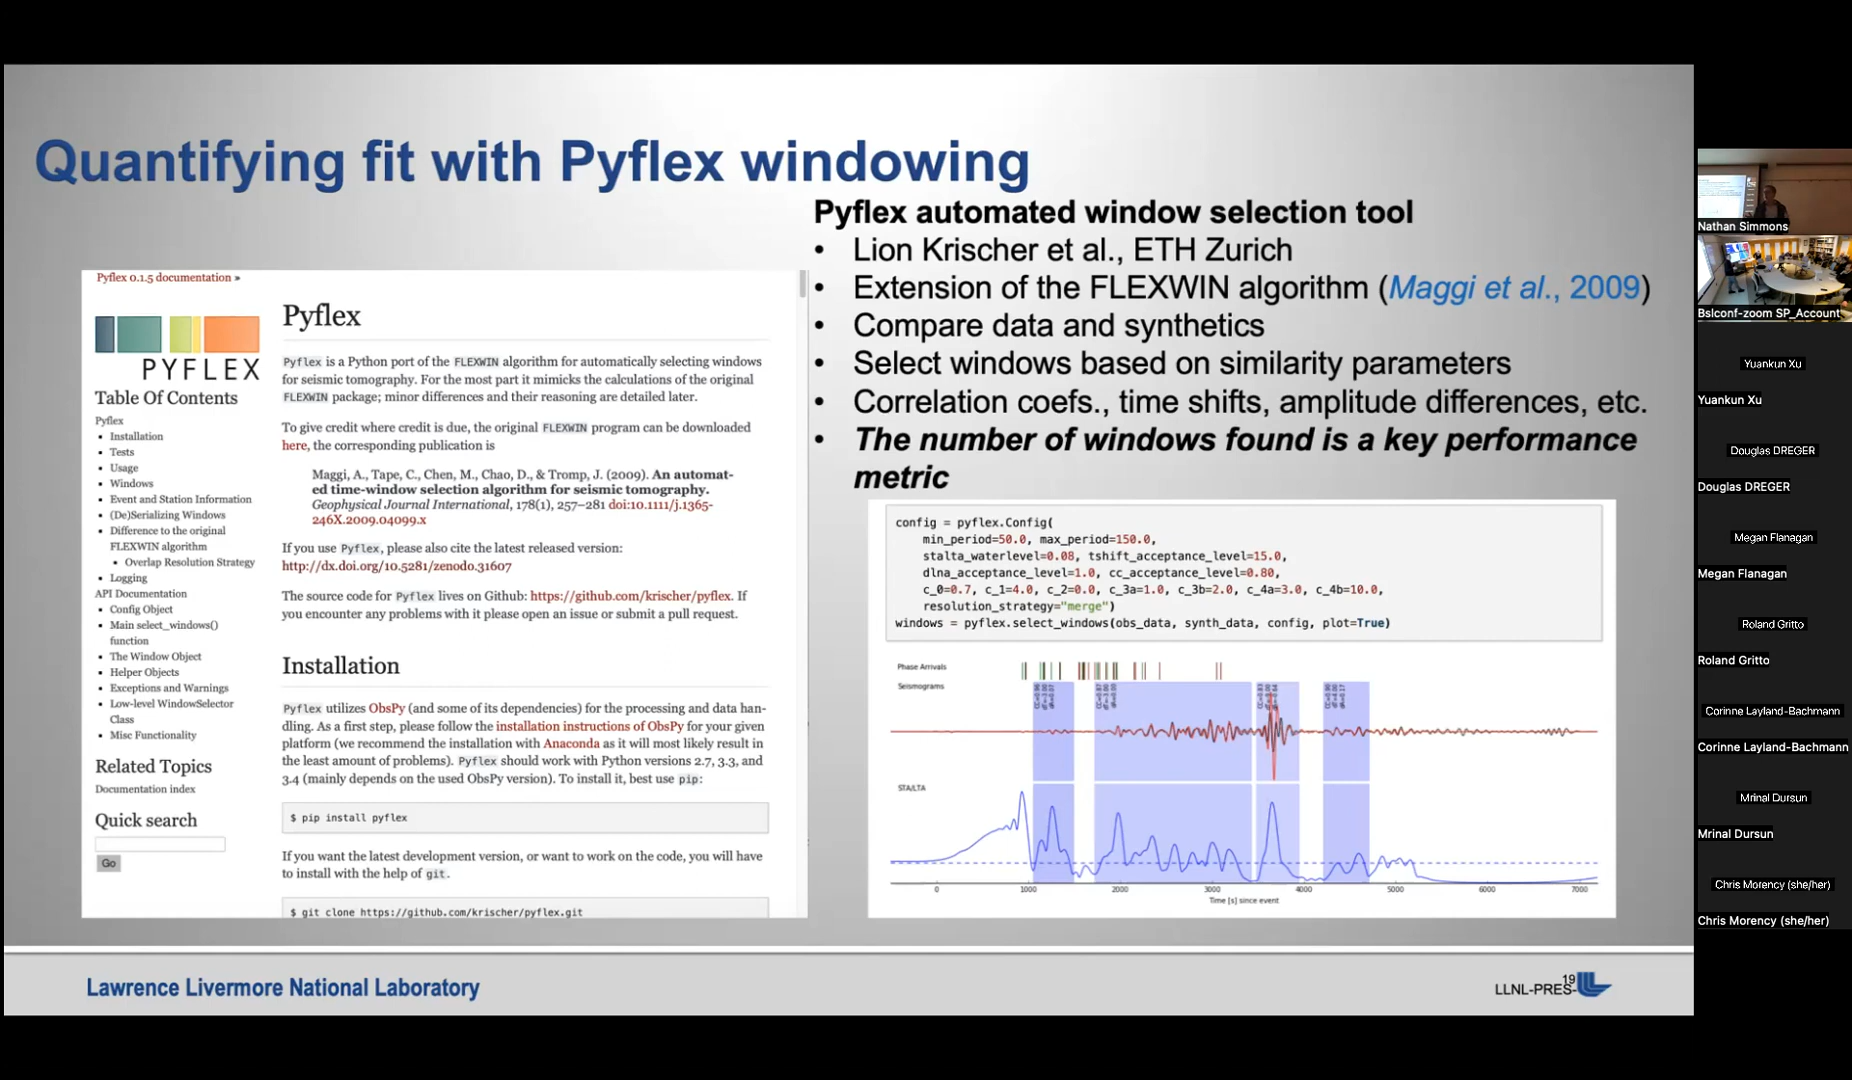 Quantifying fit with Pyflex windowing
Pyflex automated window selection tool
• Lion Krischer et al., ETH Zurich
• Extension of the FLEXWIN algorithm (Maggi et al., 2009)
• Compare data and synthetics
• Select windows based on similarity parameters
• Correlation coefs., time shifts, amplitude differences, etc.
• The number of windows found is a key performance
metric
Pyflex 0.1.5 documentation »
PYFLEX
Table Of Contents
Pyflex
• Installation
• Tests
• Usage
• Windows
• Event and Station Information
• (De)Serializing Windows
• Difference to the original
FLEXWIN algorithm
• Overlap Resolution Strategy
• Logging
API Documentation
• Config Object
• Main select_windows()
function
• The Window Object
• Helper Objects
• Exceptions and Warnings
• Low-level WindowSelector
Class
• Misc Functionality
Related Topics
Documentation index
Quick search
Go
Pyflex
Pyflex is a Python port of the FLEXWIN algorithm for automatically selecting windows
for seismic tomography. For the most part it mimicks the calculations of the original
FLEXWIN package; minor differences and their reasoning are detailed later.
To give credit where credit is due, the original FLEXWIN program can be downloaded
here, the corresponding publication is
Maggi, A., Tape, C., Chen, M., Chao, D., & Tromp, J. (2009). An automat-
ed time-window selection algorithm for seismic tomography.
Geophysical Journal International, 178(1), 257–281 doi:10.1111/j.1365-
246X.2009.04099.x
If you use Pyflex, please also cite the latest released version:
http://dx.doi.org/10.5281/zenodo.31607
The source code for Pyflex lives on Github: https://github.com/krischer/pyflex. If
you encounter any problems with it please open an issue or submit a pull request.
Installation
Pyflex utilizes ObsPy (and some of its dependencies) for the processing and data han-
dling. As a first step, please follow the installation instructions of ObsPy for your given
platform (we recommend the installation with Anaconda as it will most likely result in
the least amount of problems). Pyflex should work with Python versions 2.7, 3.3, and
3.4 (mainly depends on the used ObsPy version). To install it, best use pip:
$ pip install pyflex
If you want the latest development version, or want to work on the code, you will have
to install with the help of git.
$ git clone https://github.com/krischer/pyflex.git
config = pyflex.Config(
min_period=50.0, max_period=150.0,
stalta_waterlevel=0.08, tshift_acceptance_level=15.0,
dlna_acceptance_level=1.0, cc_acceptance_level=0.80,
c_0=0.7, c_1=4.0, c_2=0.0, c_3a=1.0, c_3b=2.0, c_4a=3.0, c_4b=10.0,
resolution_strategy="merge")
windows = pyflex.select_windows(obs_data, synth_data, config, plot=True)
Phase Arrivals
Seismograms
STA/LTA
0 1000 2000 3000 4000 5000 6000 7000
Time [s] since event
Lawrence Livermore National Laboratory
LLNL-PRES-
19
Nathan Simmons
Bslconf-zoom SP_Account
Yuankun Xu
Yuankun Xu
Douglas DREGER
Douglas DREGER
Megan Flanagan
Megan Flanagan
Roland Gritto
Roland Gritto
Corinne Layland-Bachmann
Corinne Layland-Bachmann
Mrinal Dursun
Mrinal Dursun
Chris Morency (she/her)
Chris Morency (she/her)